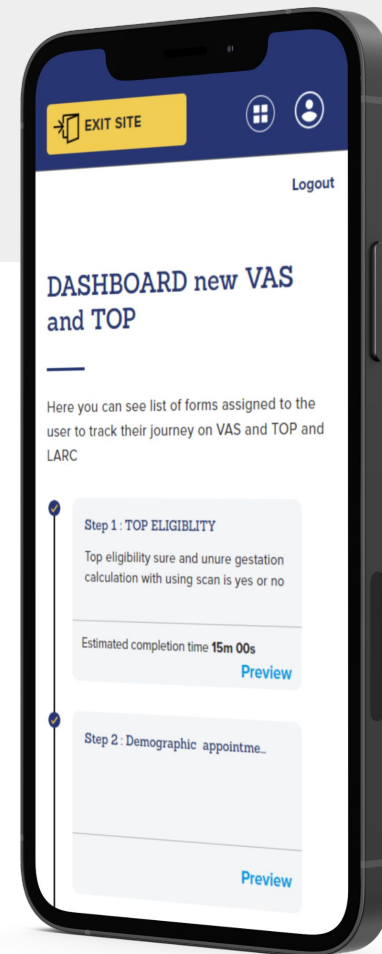 EXIT SITE
Logout
DASHBOARD new VAS
and TOP
Here you can see list of forms assigned to the
user to track their journey on VAS and TOP and
LARC
Step 1 : TOP ELIGIBLITY
Top eligibility sure and unure gestation
calculation with using scan is yes or no
Estimated completion time 15m 00s
Preview
Step 2 : Demographic appointme...
Preview